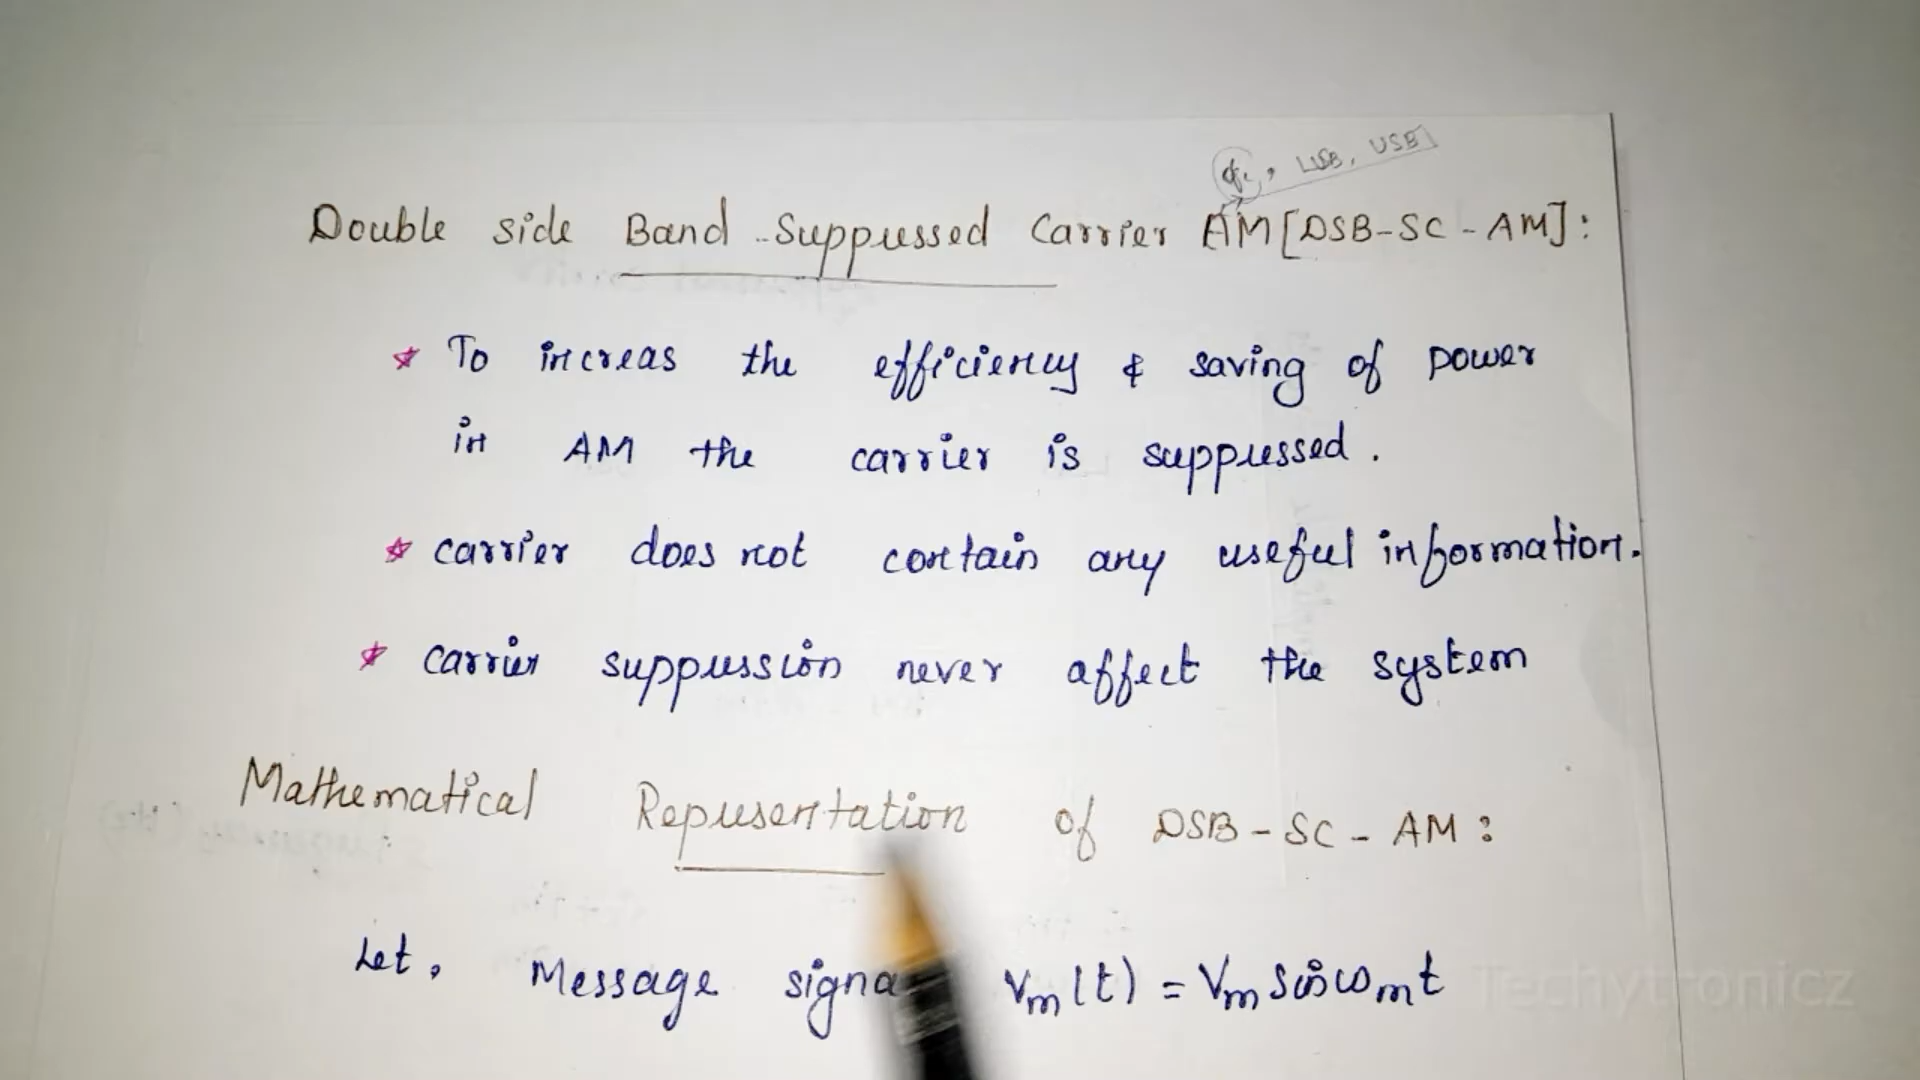 fc, LSB, USB
Double side Band Suppressed Carrier AM [DSB-SC-AM]:
To increas the efficiency & saving of power
in AM the carrier is suppressed.
carrier does not contain any useful information.
carrier suppression never affect the system
Mathematical Representation of DSB-SC-AM:
Let, Message signa Vm(t) = Vm sin ωmt
Techytronicz